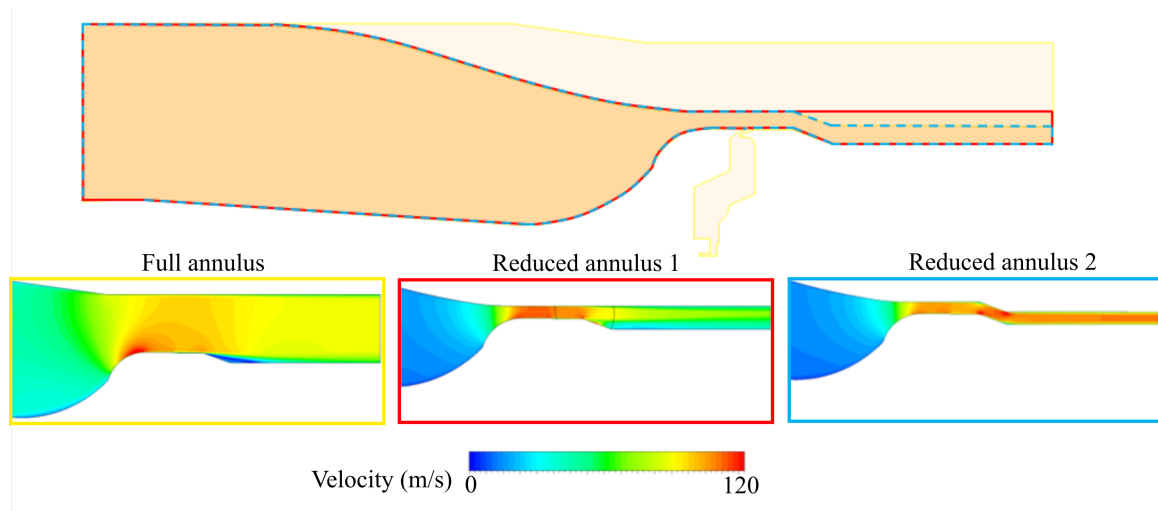 Full annulus
Reduced annulus 1
Reduced annulus 2
Velocity (m/s)
0
120